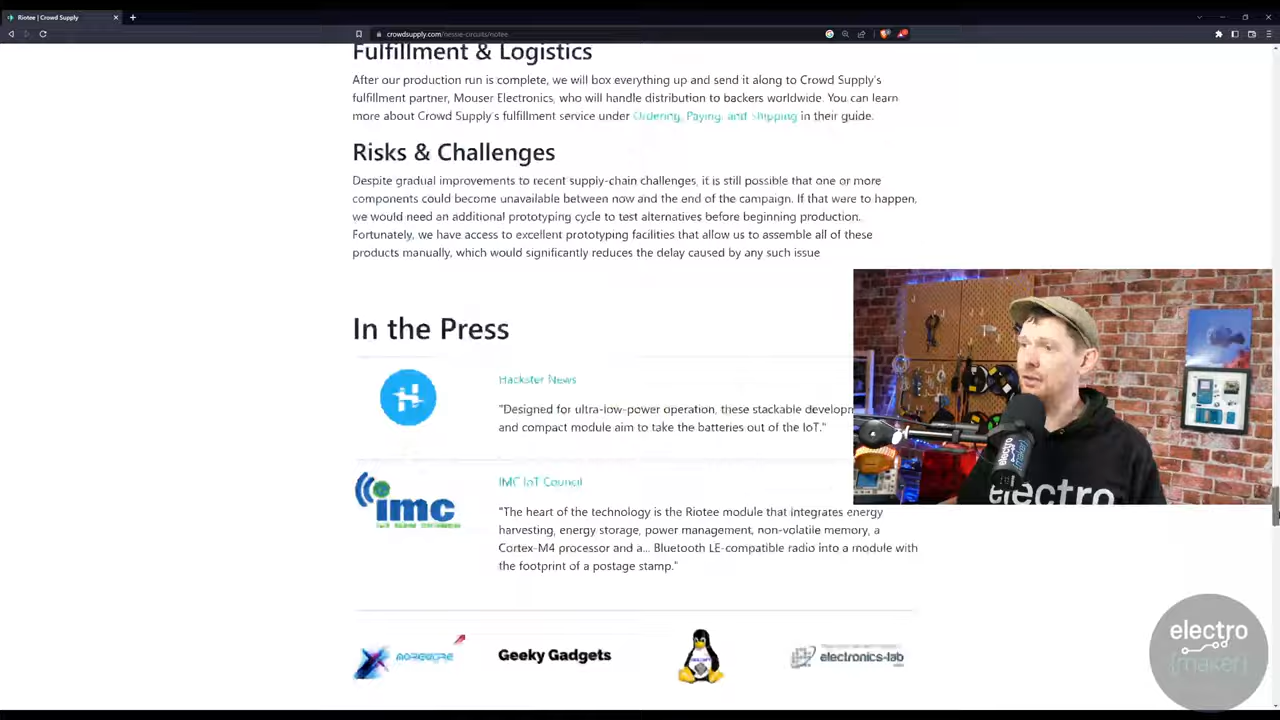 Riotee | Crowd Supply
crowdsupply.com/nessie-circuits/riotee
Fulfillment & Logistics
After our production run is complete, we will box everything up and send it along to Crowd Supply's
fulfillment partner, Mouser Electronics, who will handle distribution to backers worldwide. You can learn
more about Crowd Supply's fulfillment service under Ordering, Paying, and Shipping in their guide.
Risks & Challenges
Despite gradual improvements to recent supply-chain challenges, it is still possible that one or more
components could become unavailable between now and the end of the campaign. If that were to happen,
we would need an additional prototyping cycle to test alternatives before beginning production.
Fortunately, we have access to excellent prototyping facilities that allow us to assemble all of these
products manually, which would significantly reduces the delay caused by any such issue
In the Press
Hackster News
"Designed for ultra-low-power operation, these stackable developm
and compact module aim to take the batteries out of the IoT."
imc
IMC IoT Council
"The heart of the technology is the Riotee module that integrates energy
harvesting, energy storage, power management, non-volatile memory, a
Cortex-M4 processor and a... Bluetooth LE-compatible radio into a module with
the footprint of a postage stamp."
Geeky Gadgets
electronics-lab
electro
maker
electro
electro
{maker}